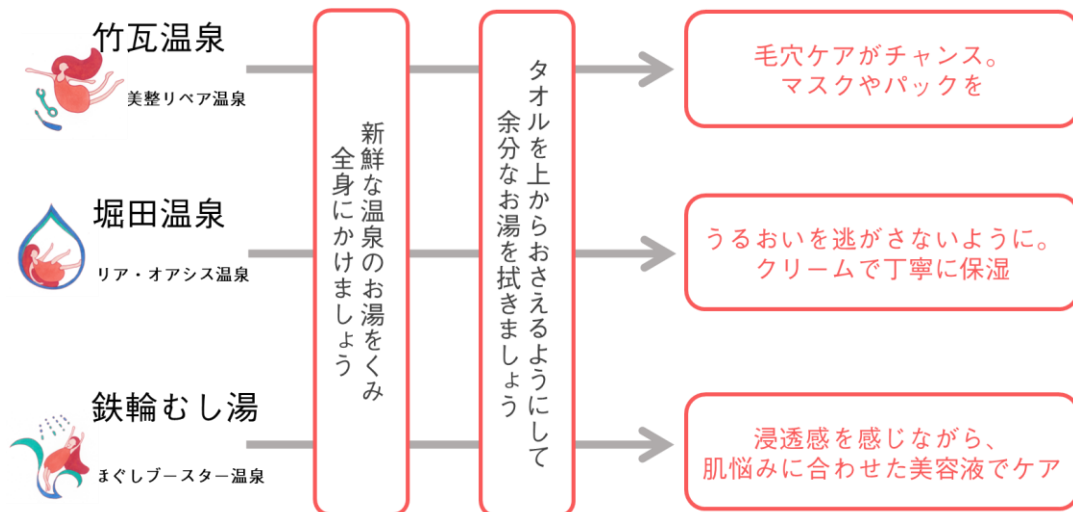 竹瓦温泉
美整リペア温泉
堀田温泉
リア・オアシス温泉
鉄輪むし湯
まぐしブースター温泉
新鮮な温泉のお湯をくみ
全身にかけましょう
タオルを上からおさえるようにして
余分なお湯を拭きましょう
毛穴ケアがチャンス。
マスクやパックを
うるおいを逃がさないように。
クリームで丁寧に保湿
浸透感を感じながら、
肌悩みに合わせた美容液でケア